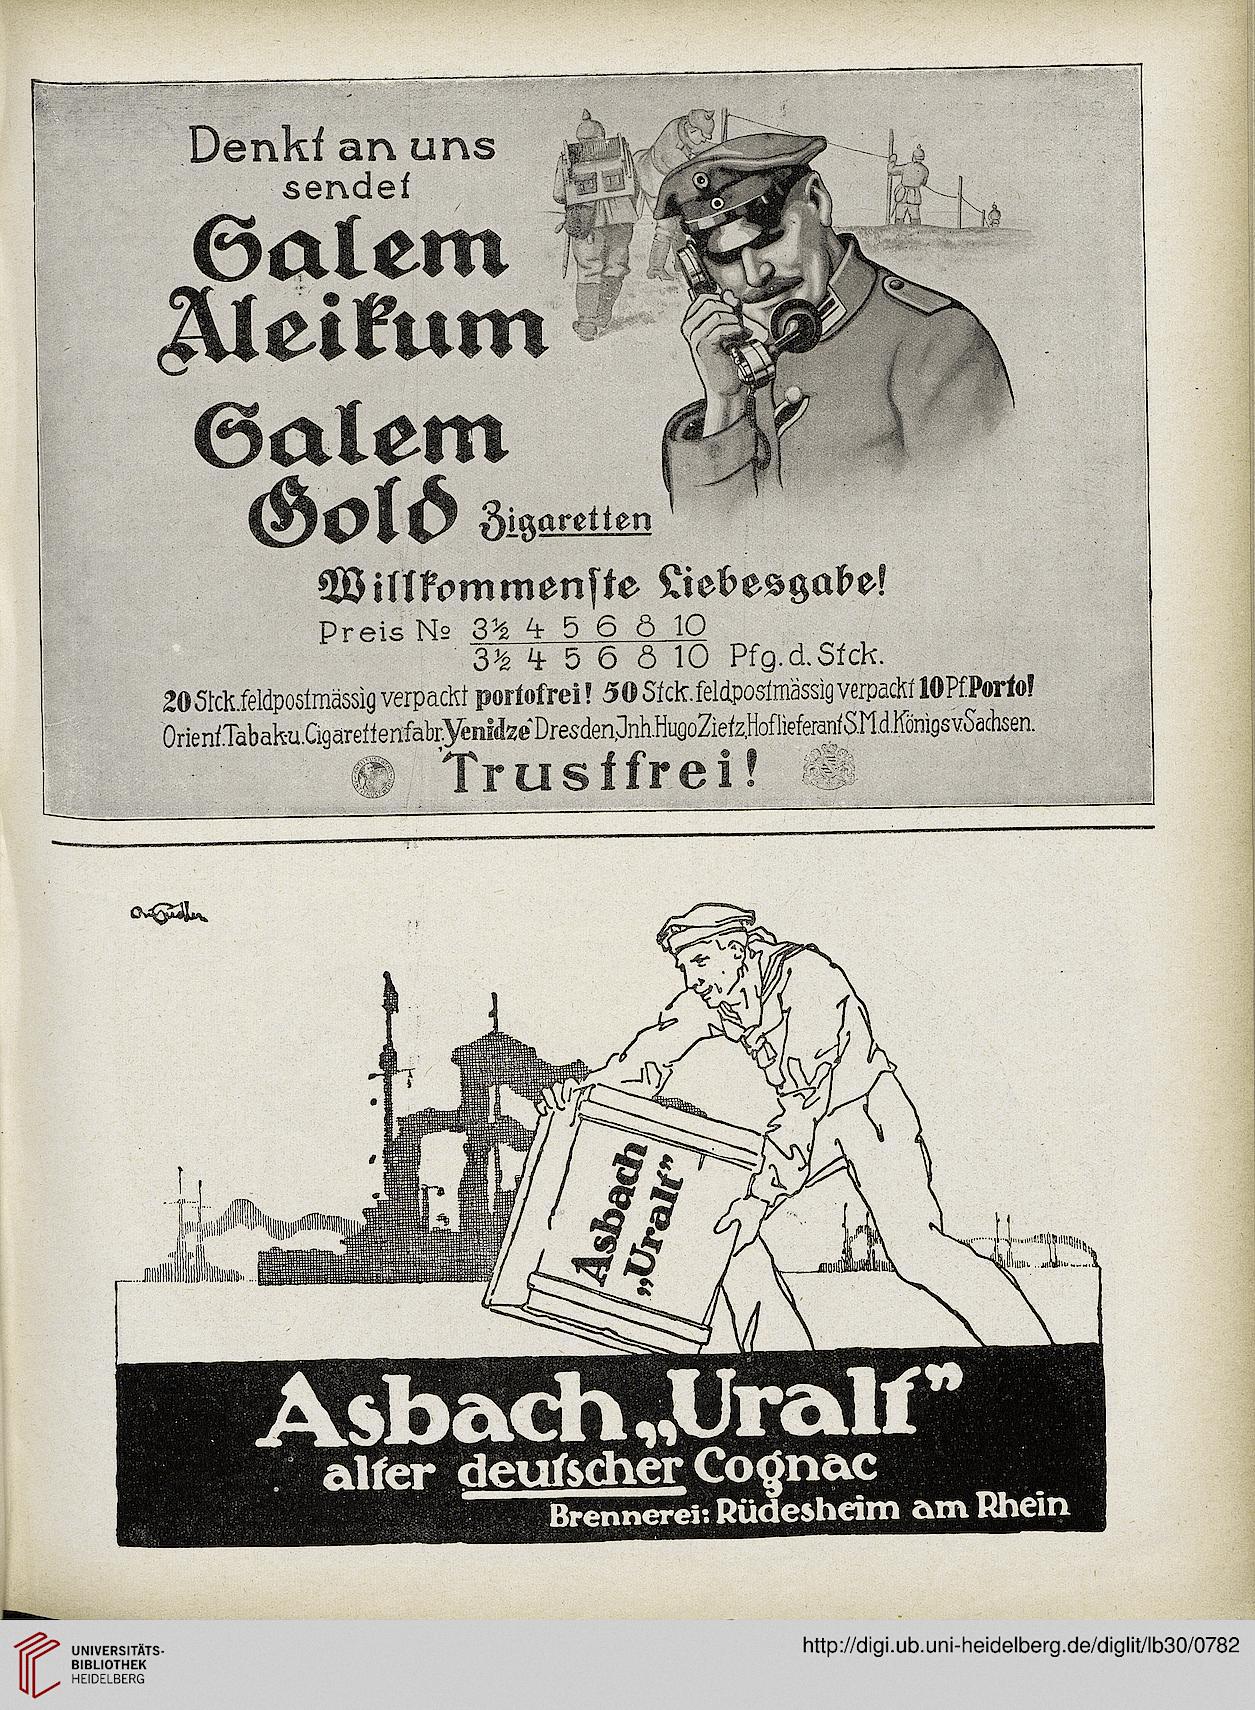 Denkt an uns
sendet
Salem
Aleikum
Salem
Gold Zigaretten
Willkommenste Liebesgabe!
Preis No 3½ 4 5 6 8 10
3½ 4 5 6 8 10 Pfg. d. Stck.
20 Stck. feldpostmässig verpackt portofrei! 50 Stck. feldpostmässig verpackt 10 Pf. Porto!
Orient. Tabak-u. Cigarettenfabr. Yenidze Dresden, Jnh. Hugo Zietz, Hoflieferant S. M. d. Königs v. Sachsen.
Trustfrei!
Asbach
„Uralt”
Asbach „Uralt”
alter deutscher Cognac
Brennerei: Rüdesheim am Rhein
UNIVERSITÄTS-
BIBLIOTHEK
HEIDELBERG
http://digi.ub.uni-heidelberg.de/diglit/lb30/0782